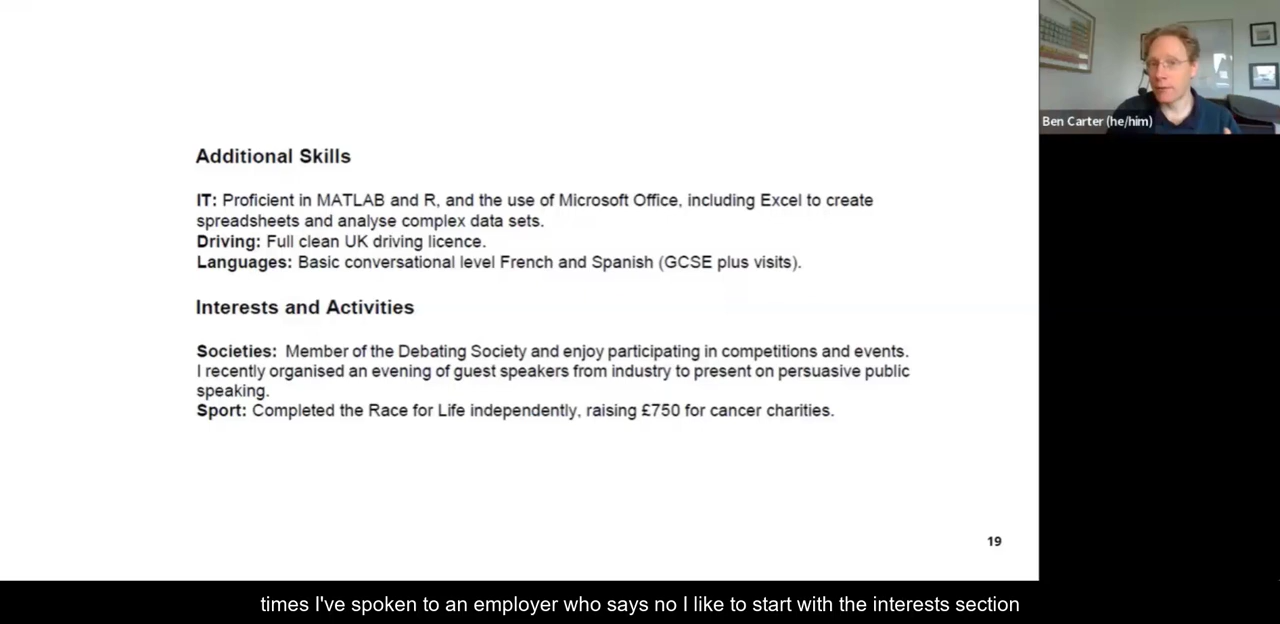 Additional Skills
IT: Proficient in MATLAB and R, and the use of Microsoft Office, including Excel to create
spreadsheets and analyse complex data sets.
Driving: Full clean UK driving licence.
Languages: Basic conversational level French and Spanish (GCSE plus visits).
Interests and Activities
Societies: Member of the Debating Society and enjoy participating in competitions and events.
I recently organised an evening of guest speakers from industry to present on persuasive public
speaking.
Sport: Completed the Race for Life independently, raising £750 for cancer charities.
19
Ben Carter (he/him)
times I've spoken to an employer who says no I like to start with the interests section